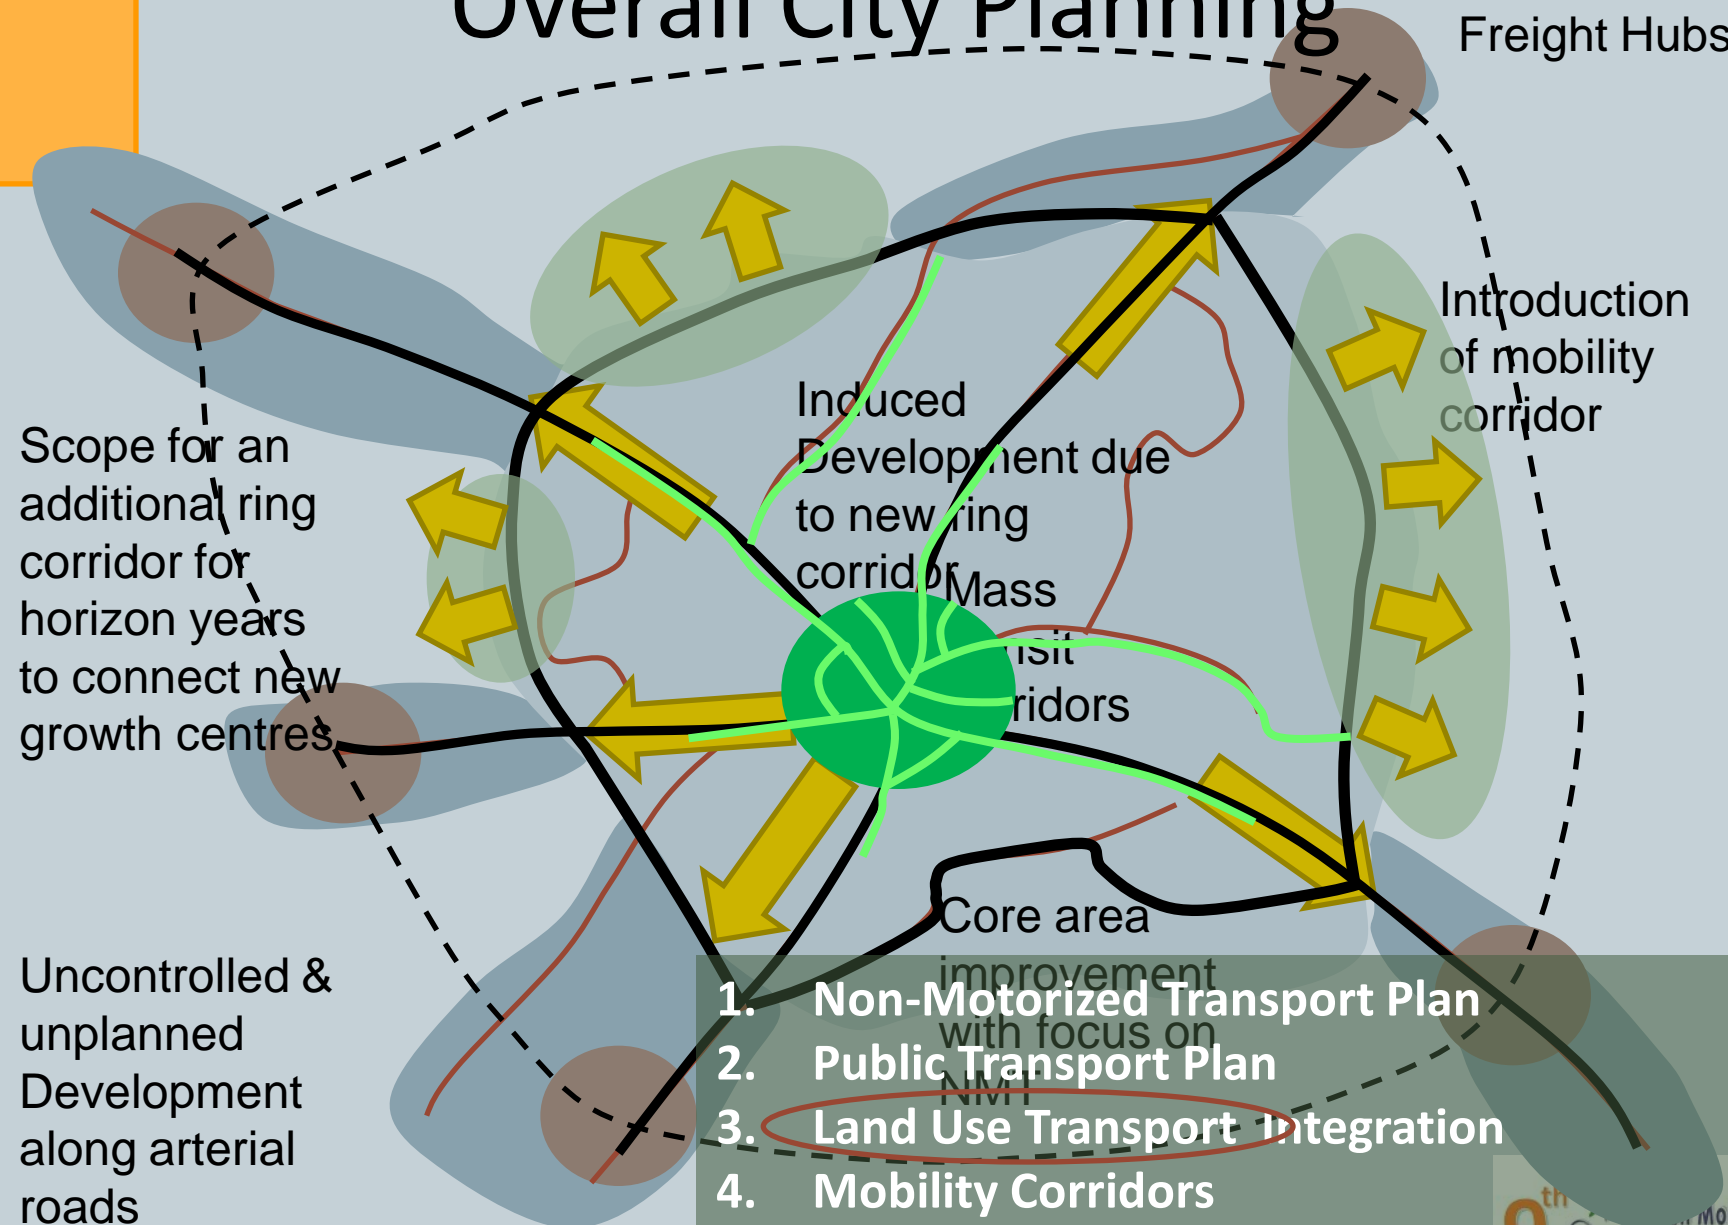 Overall City Planning
Freight Hubs
Introduction
of mobility
corridor
Induced
Development due
to new ring
corridor
Mass
nsit
ridors
Scope for an
additional ring
corridor for
horizon years
to connect new
growth centres
Core area
improvement
with focus on
NMT
Uncontrolled &
unplanned
Development
along arterial
roads
1. Non-Motorized Transport Plan
2. Public Transport Plan
3. Land Use Transport Integration
4. Mobility Corridors
9th